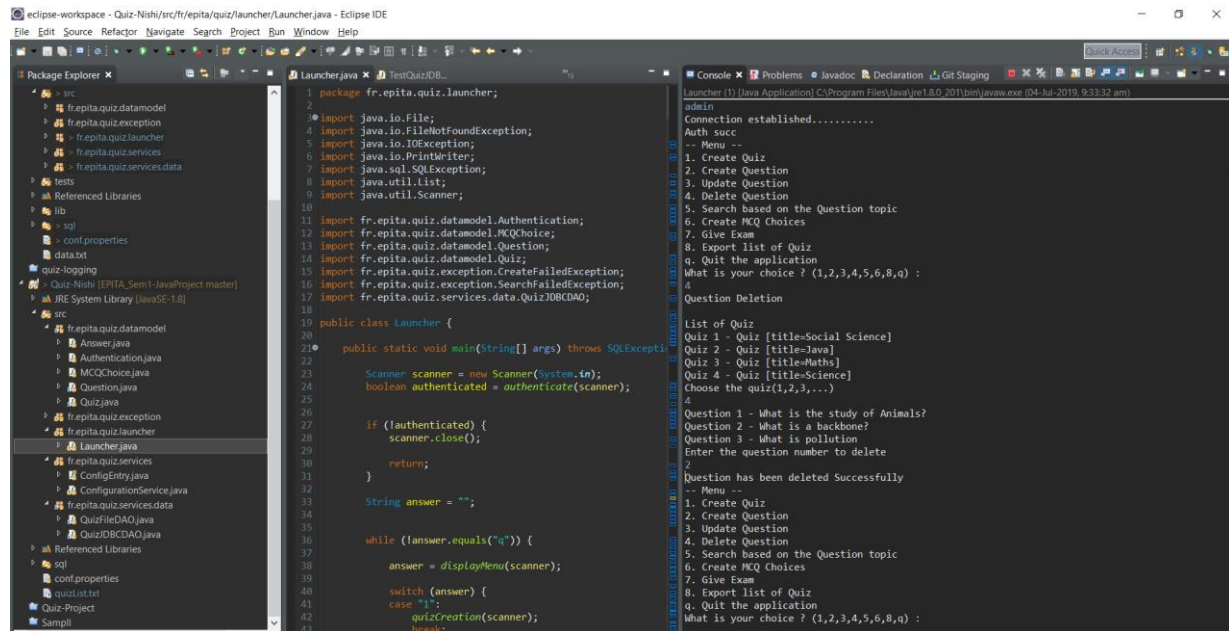 eclipse-workspace - Quiz-Nishi/src/fr/epita/quiz/launcher/Launcher.java - Eclipse IDE
File Edit Source Refactor Navigate Search Project Run Window Help
Quick Access
Package Explorer
> src
fr.epita.quiz.datamodel
fr.epita.quiz.exception
> fr.epita.quiz.launcher
> fr.epita.quiz.services
> fr.epita.quiz.services.data
tests
Referenced Libraries
lib
> sql
> conf.properties
data.txt
quiz-logging
> Quiz-Nishi [EPITA_Sem1-JavaProject master]
JRE System Library [JavaSE-1.8]
src
fr.epita.quiz.datamodel
Answer.java
Authentication.java
MCQChoice.java
Question.java
Quiz.java
fr.epita.quiz.exception
fr.epita.quiz.launcher
Launcher.java
fr.epita.quiz.services
ConfigEntry.java
ConfigurationService.java
fr.epita.quiz.services.data
QuizFileDAO.java
QuizJDBCDAO.java
Referenced Libraries
sql
conf.properties
quizList.txt
Quiz-Project
Sampll
Launcher.java TestQuizJDB...
1 package fr.epita.quiz.launcher;
2
3 import java.io.File;
4 import java.io.FileNotFoundException;
5 import java.io.IOException;
6 import java.io.PrintWriter;
7 import java.sql.SQLException;
8 import java.util.List;
9 import java.util.Scanner;
10
11 import fr.epita.quiz.datamodel.Authentication;
12 import fr.epita.quiz.datamodel.MCQChoice;
13 import fr.epita.quiz.datamodel.Question;
14 import fr.epita.quiz.datamodel.Quiz;
15 import fr.epita.quiz.exception.CreateFailedException;
16 import fr.epita.quiz.exception.SearchFailedException;
17 import fr.epita.quiz.services.data.QuizJDBCDAO;
18
19 public class Launcher {
20
21 public static void main(String[] args) throws SQLExcepti
22
23 Scanner scanner = new Scanner(System.in);
24 boolean authenticated = authenticate(scanner);
25
26
27 if (!authenticated) {
28 scanner.close();
29
30 return;
31 }
32
33 String answer = "";
34
35
36 while (!answer.equals("q")) {
37
38 answer = displayMenu(scanner);
39
40 switch (answer) {
41 case "1":
42 quizCreation(scanner);
43 break;
Console Problems Javadoc Declaration Git Staging
Launcher (1) [Java Application] C:\Program Files\Java\jre1.8.0_201\bin\javaw.exe (04-Jul-2019, 9:33:32 am)
admin
Connection established...........
Auth succ
-- Menu --
1. Create Quiz
2. Create Question
3. Update Question
4. Delete Question
5. Search based on the Question topic
6. Create MCQ Choices
7. Give Exam
8. Export list of Quiz
q. Quit the application
What is your choice ? (1,2,3,4,5,6,8,q) :
4
Question Deletion
List of Quiz
Quiz 1 - Quiz [title=Social Science]
Quiz 2 - Quiz [title=Java]
Quiz 3 - Quiz [title=Maths]
Quiz 4 - Quiz [title=Science]
Choose the quiz(1,2,3,...)
4
Question 1 - What is the study of Animals?
Question 2 - What is a backbone?
Question 3 - What is pollution
Enter the question number to delete
2
Question has been deleted Successfully
-- Menu --
1. Create Quiz
2. Create Question
3. Update Question
4. Delete Question
5. Search based on the Question topic
6. Create MCQ Choices
7. Give Exam
8. Export list of Quiz
q. Quit the application
What is your choice ? (1,2,3,4,5,6,8,q) :